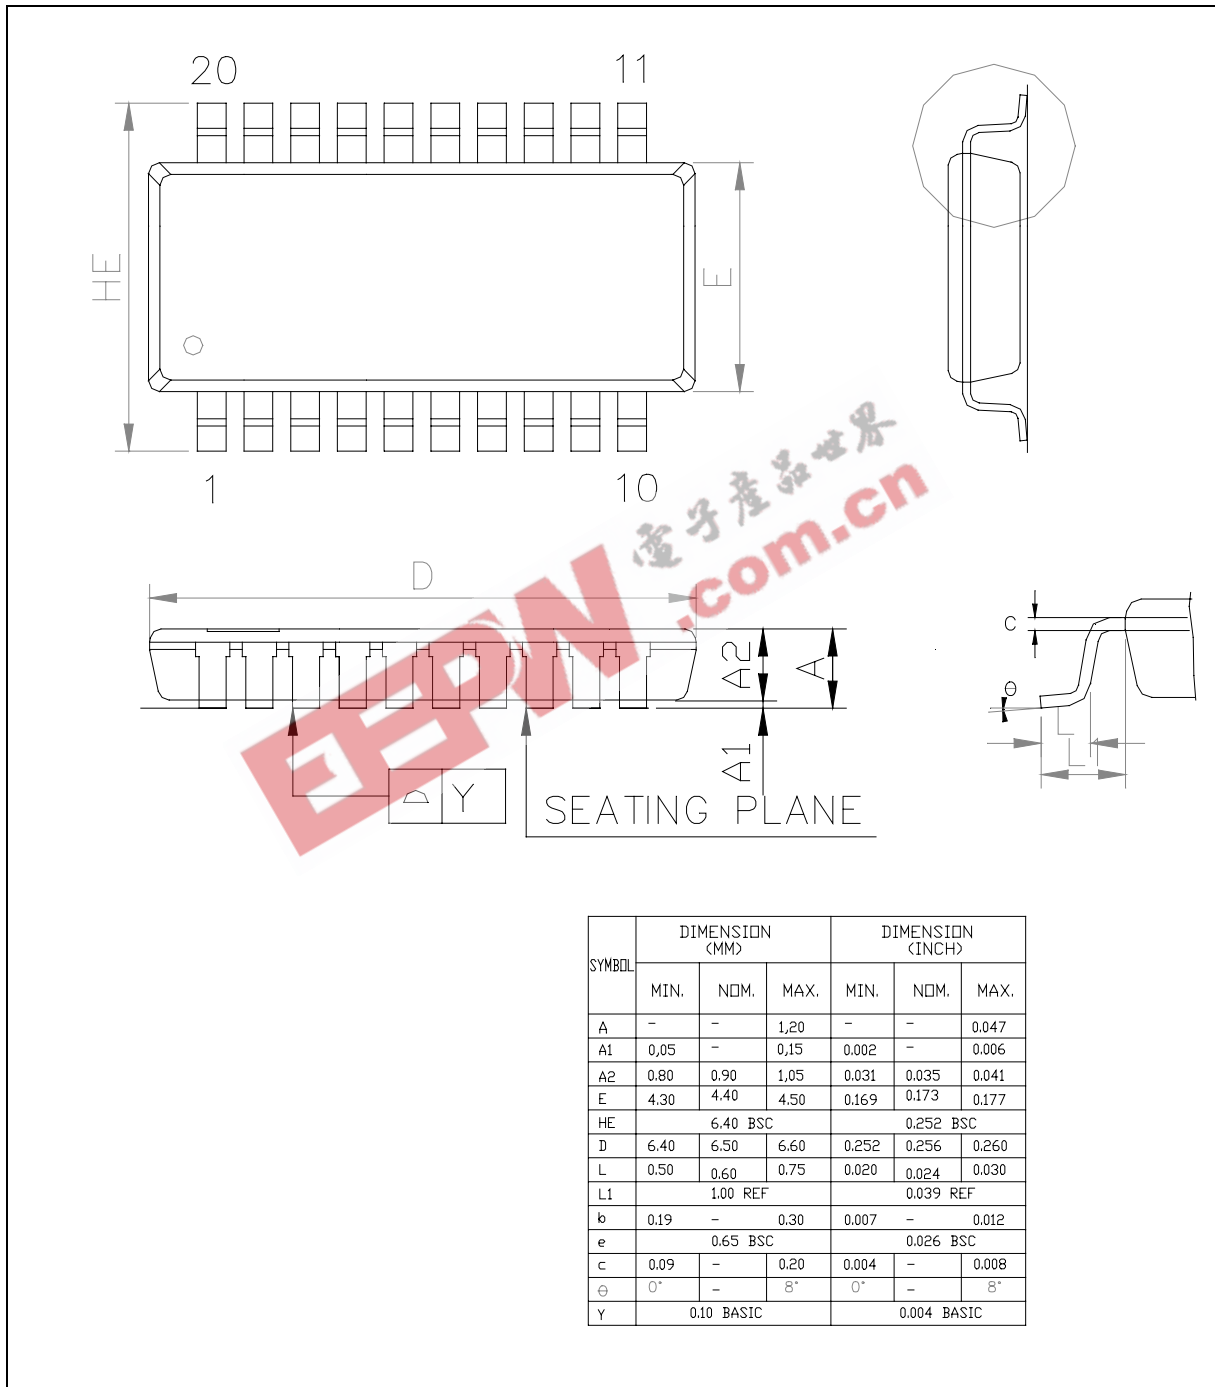 20 11
HE
E
1 10
電子產品世界
.com.cn
EEPW
D
A2
A
A1
Y
SEATING PLANE
c
θ
L
L
SYMBOL DIMENSION (MM) DIMENSION (INCH)
MIN. NOM. MAX. MIN. NOM. MAX.
A - - 1,20 - - 0.047
A1 0,05 - 0,15 0.002 - 0.006
A2 0.80 0.90 1,05 0.031 0.035 0.041
E 4.30 4.40 4.50 0.169 0.173 0.177
HE 6.40 BSC 0.252 BSC
D 6.40 6.50 6.60 0.252 0.256 0.260
L 0.50 0.60 0.75 0.020 0.024 0.030
L1 1.00 REF 0.039 REF
b 0.19 - 0.30 0.007 - 0.012
e 0.65 BSC 0.026 BSC
c 0.09 - 0.20 0.004 - 0.008
θ 0° - 8° 0° - 8°
Y 0.10 BASIC 0.004 BASIC